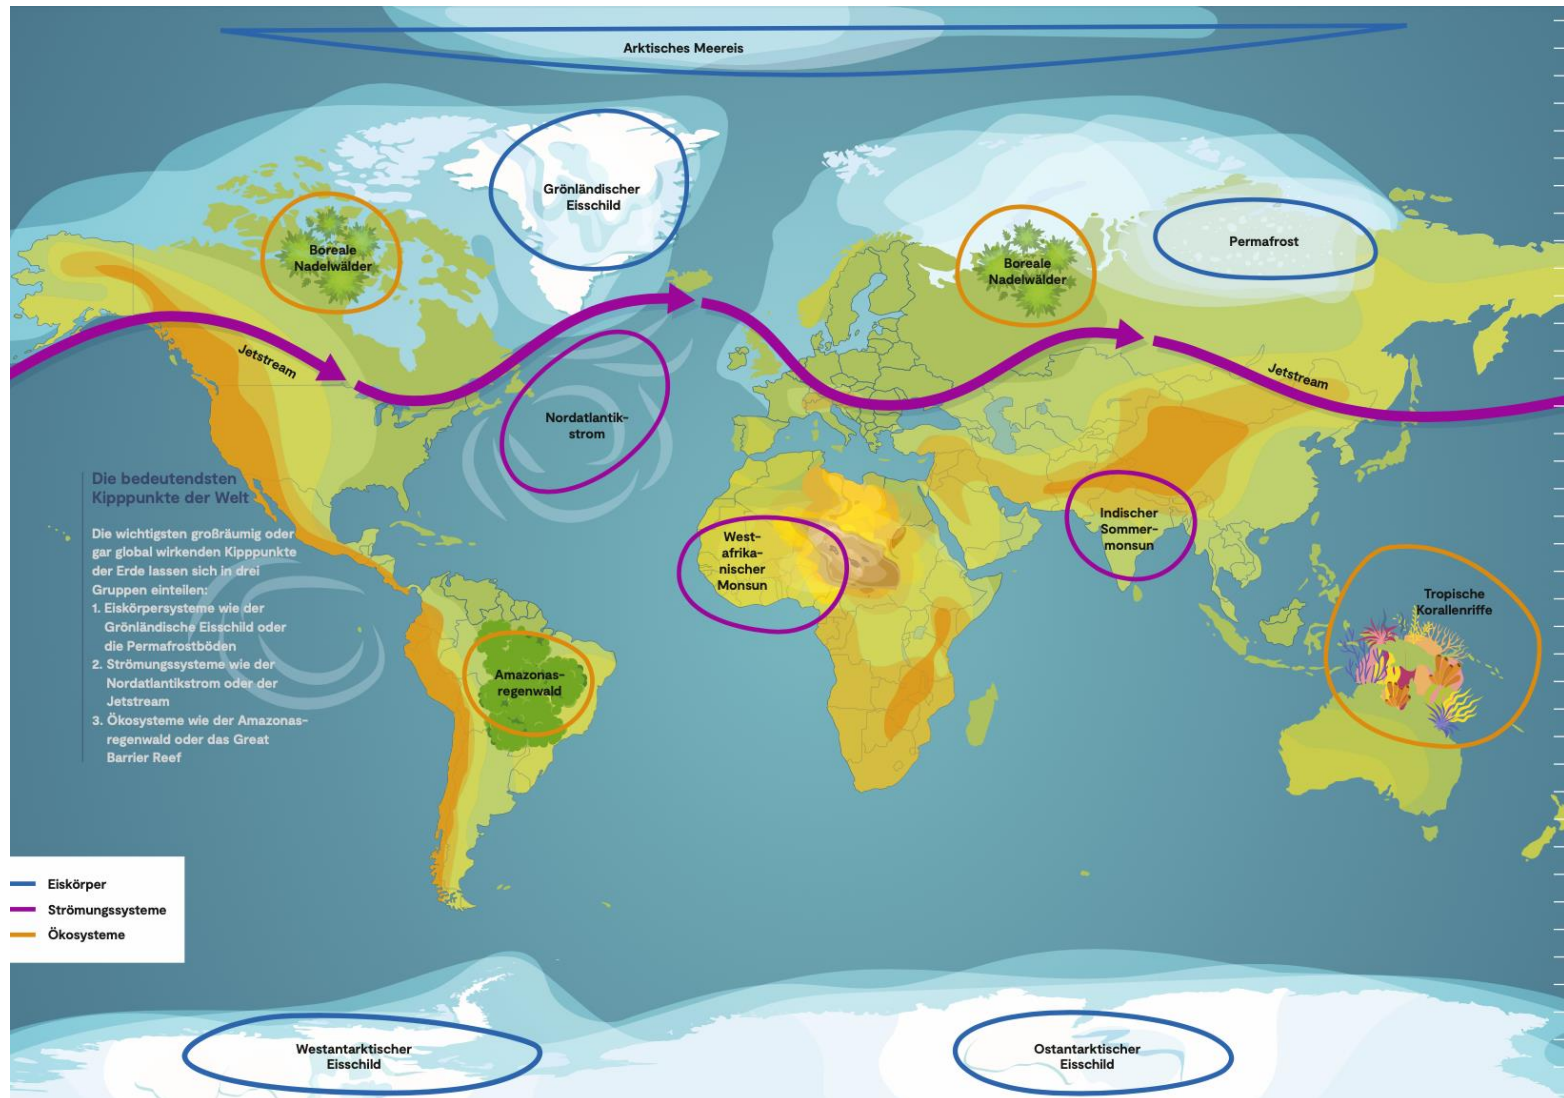 Arktisches Meereis
Grönländischer
Eisschild
Boreale
Nadelwälder
Boreale
Nadelwälder
Permafrost
Jetstream
Jetstream
Nordatlantik-
strom
Die bedeutendsten
Kipppunkte der Welt
Die wichtigsten großräumig oder
gar global wirkenden Kipppunkte
der Erde lassen sich in drei
Gruppen einteilen:
1. Eiskörpersysteme wie der
Grönländische Eisschild oder
die Permafrostböden
2. Strömungssysteme wie der
Nordatlantikstrom oder der
Jetstream
3. Ökosysteme wie der Amazonas-
regenwald oder das Great
Barrier Reef
West-
afrika-
nischer
Monsun
Indischer
Sommer-
monsun
Tropische
Korallenriffe
Amazonas-
regenwald
Eiskörper
Strömungssysteme
Ökosysteme
Westantarktischer
Eisschild
Ostantarktischer
Eisschild